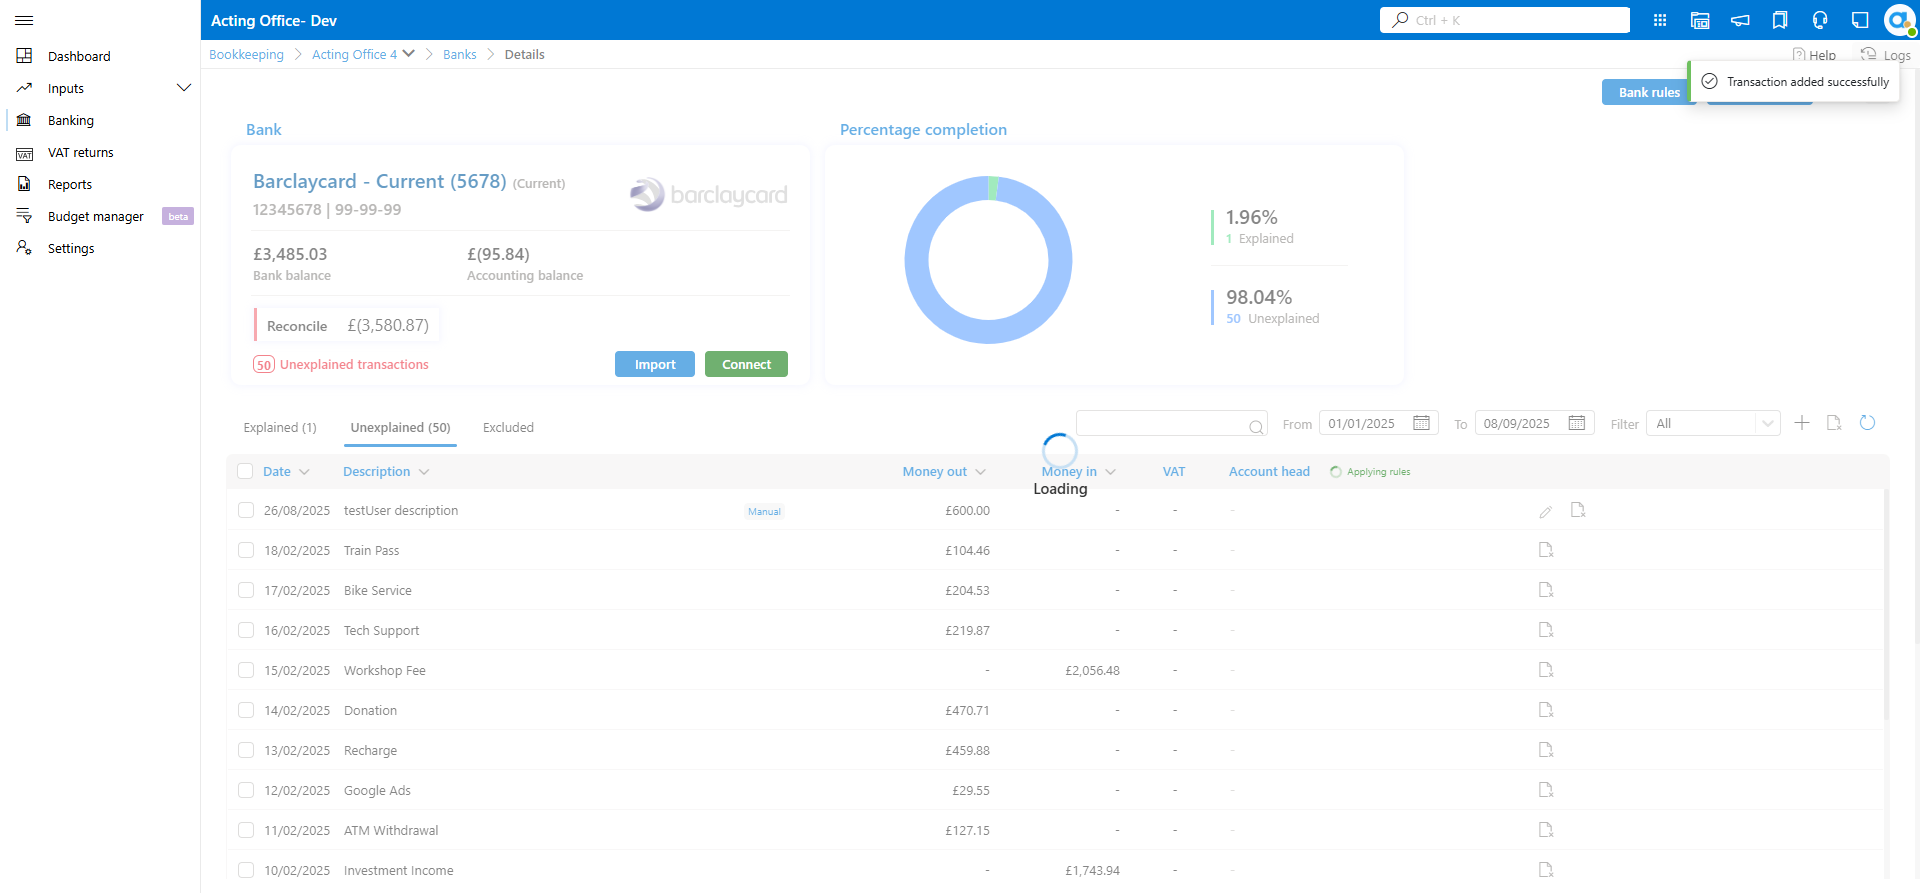 Acting Office- Dev
Ctrl + K
Dashboard
Inputs
Banking
VAT returns
Reports
Budget manager beta
Settings
Bookkeeping Acting Office 4 Banks Details
Help Logs
Transaction added successfully
Bank rules
Bank
Percentage completion
Barclaycard - Current (5678) (Current)
12345678 | 99-99-99
barclaycard
£3,485.03 £(95.84)
Bank balance Accounting balance
Reconcile £(3,580.87)
50 Unexplained transactions
Import Connect
1.96%
1 Explained
98.04%
50 Unexplained
Explained (1) Unexplained (50) Excluded
From 01/01/2025 To 08/09/2025 Filter All
Date Description Money out Money in VAT Account head Applying rules
Loading
26/08/2025 testUser description Manual £600.00 - - -
18/02/2025 Train Pass £104.46 - - -
17/02/2025 Bike Service £204.53 - - -
16/02/2025 Tech Support £219.87 - - -
15/02/2025 Workshop Fee - £2,056.48 - -
14/02/2025 Donation £470.71 - - -
13/02/2025 Recharge £459.88 - - -
12/02/2025 Google Ads £29.55 - - -
11/02/2025 ATM Withdrawal £127.15 - - -
10/02/2025 Investment Income - £1,743.94 - -